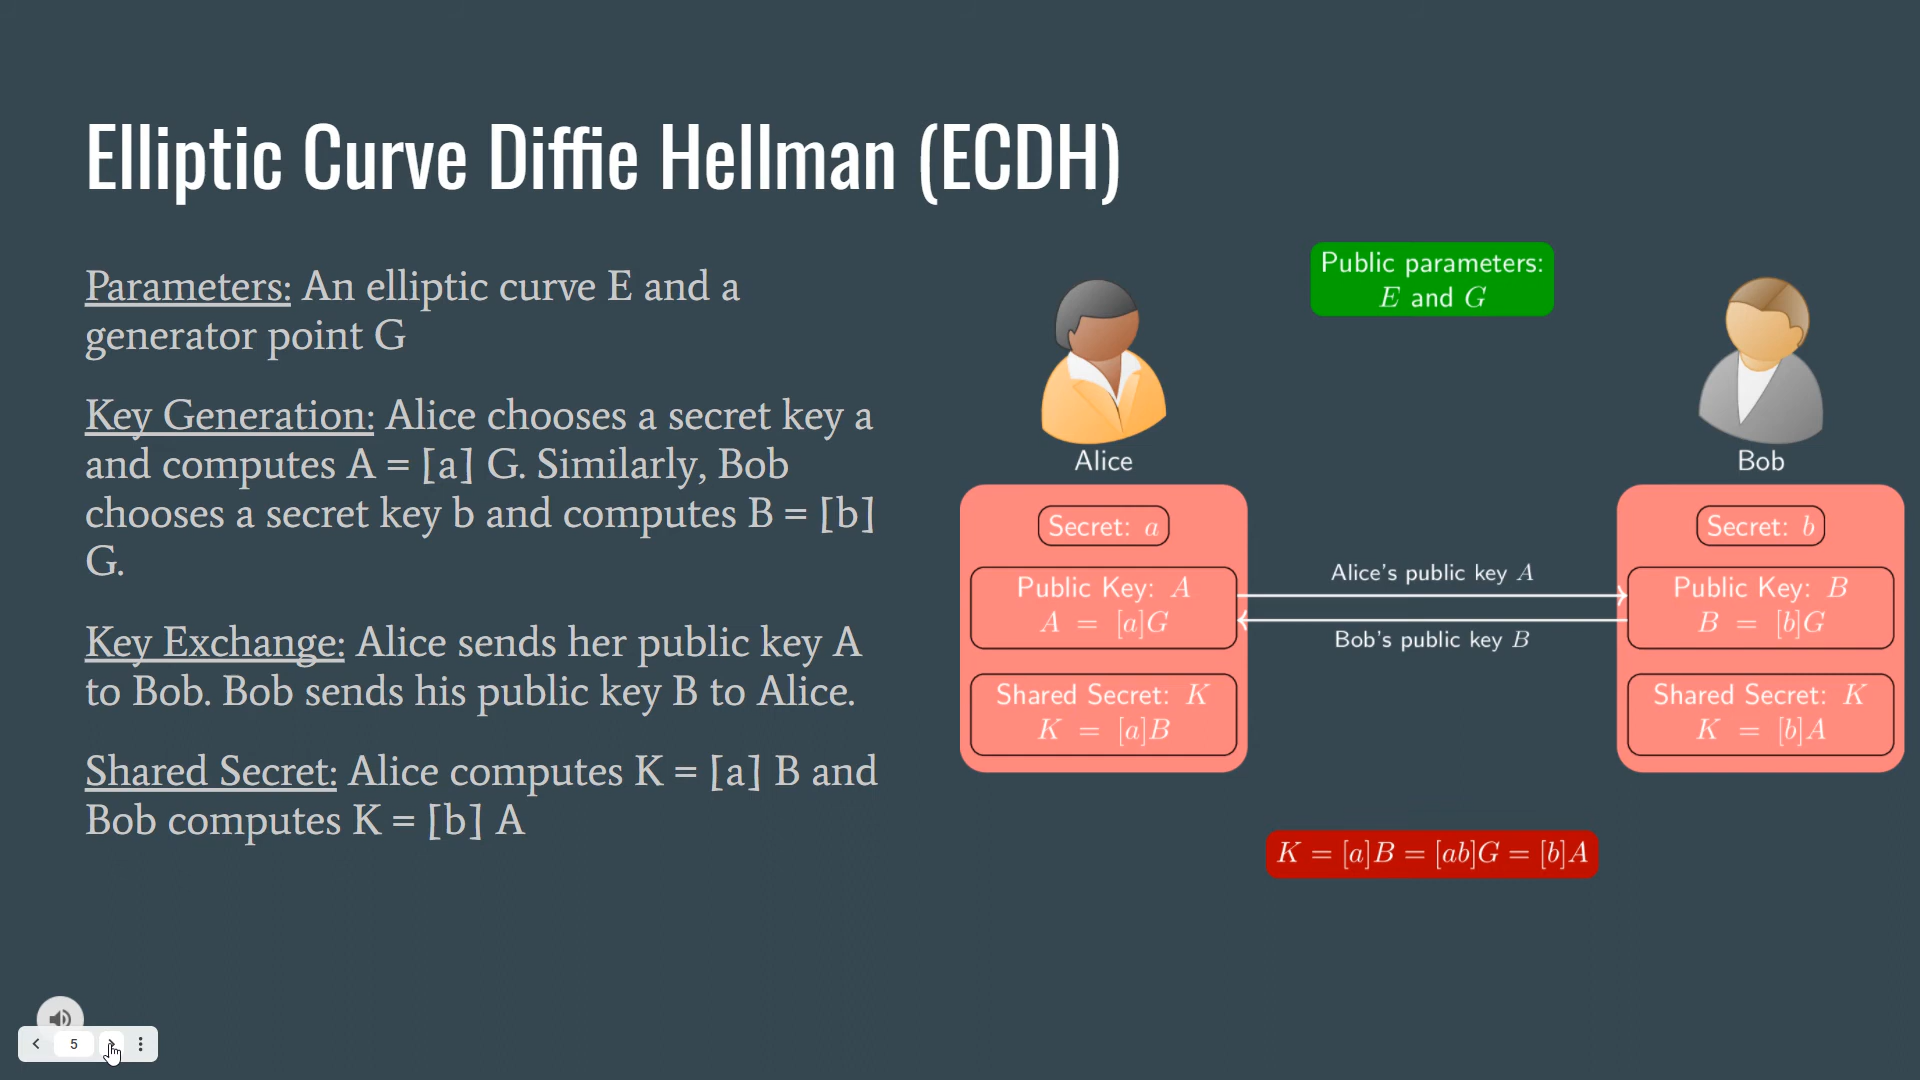 Elliptic Curve Diffie Hellman (ECDH)
Parameters: An elliptic curve E and a
generator point G
Key Generation: Alice chooses a secret key a
and computes A = [a] G. Similarly, Bob
chooses a secret key b and computes B = [b]
G.
Key Exchange: Alice sends her public key A
to Bob. Bob sends his public key B to Alice.
Shared Secret: Alice computes K = [a] B and
Bob computes K = [b] A
Public parameters:
E and G
Alice
Secret: a
Public Key: A
A = [a]G
Shared Secret: K
K = [a]B
Alice's public key A
Bob's public key B
Bob
Secret: b
Public Key: B
B = [b]G
Shared Secret: K
K = [b]A
K = [a]B = [ab]G = [b]A
5